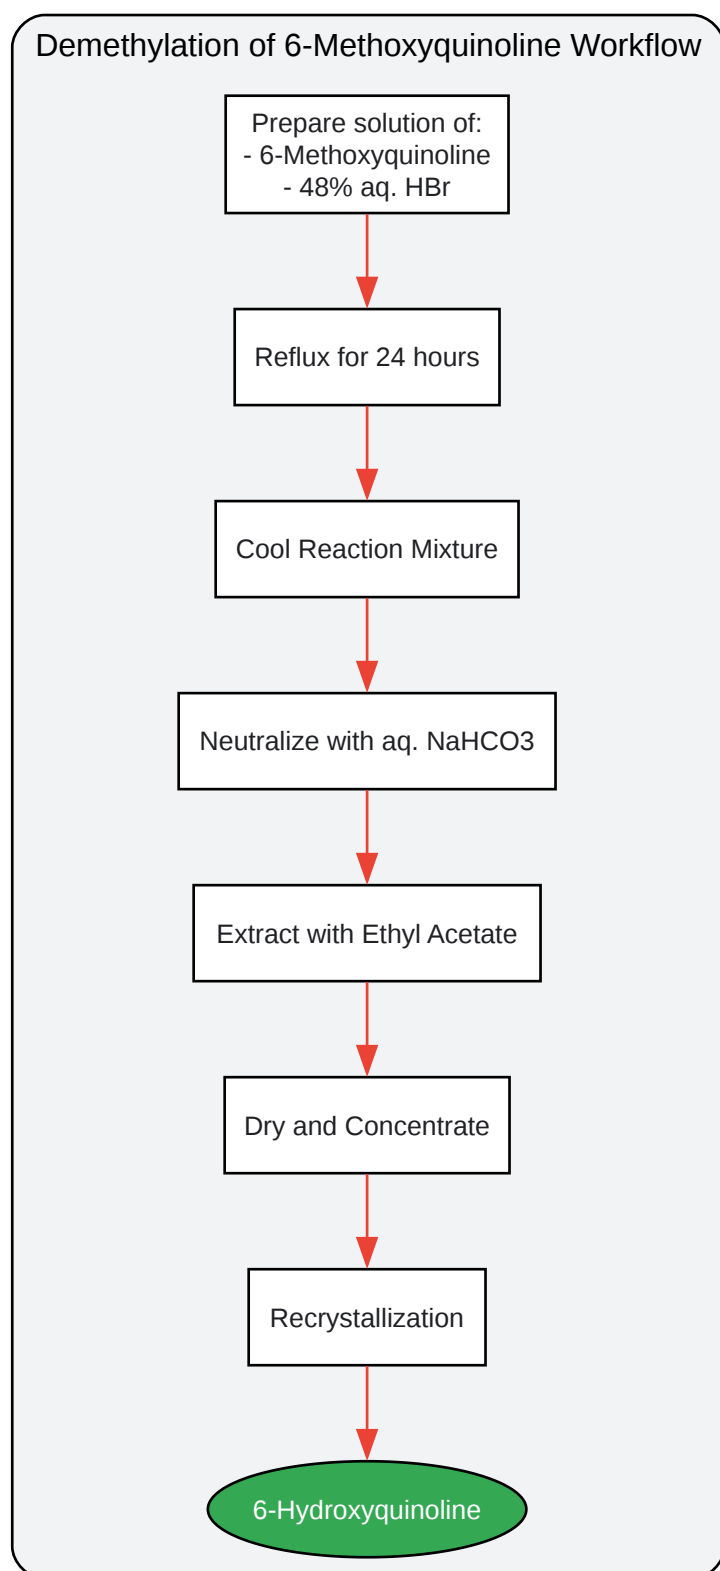 Demethylation of 6-Methoxyquinoline Workflow
Prepare solution of:
- 6-Methoxyquinoline
- 48% aq. HBr
Reflux for 24 hours
Cool Reaction Mixture
Neutralize with aq. NaHCO3
Extract with Ethyl Acetate
Dry and Concentrate
Recrystallization
6-Hydroxyquinoline